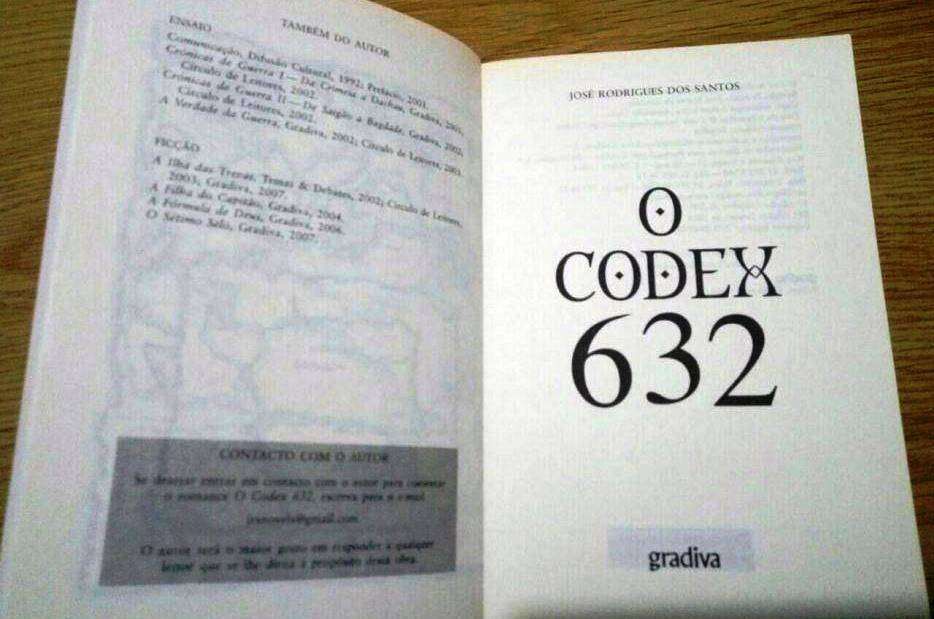 TAMBÉM DO AUTOR
ENSAIO
Comunicação, Difusão Cultural, 1992; Prefácio, 2001.
Crónicas de Guerra I — Da Crimeia a Dachau, Gradiva, 2001;
Círculo de Leitores, 2002.
Crónicas de Guerra II — De Saigão a Bagdade, Gradiva, 2002;
Círculo de Leitores, 2002.
A Verdade da Guerra, Gradiva, 2002; Círculo de Leitores, 2003.
FICÇÃO
A Ilha das Trevas, Temas & Debates, 2002; Círculo de Leitores,
2003; Gradiva, 2007.
A Filha do Capitão, Gradiva, 2004.
A Fórmula de Deus, Gradiva, 2006.
O Sétimo Selo, Gradiva, 2007.
CONTACTO COM O AUTOR
Se desejar entrar em contacto com o autor para comentar
o romance O Codex 632, escreva para o e-mail
jrsnovels@gmail.com
O autor terá o maior gosto em responder a qualquer
leitor que se lhe dirija a propósito desta obra.
JOSÉ RODRIGUES DOS SANTOS
O
CODEX
632
gradiva